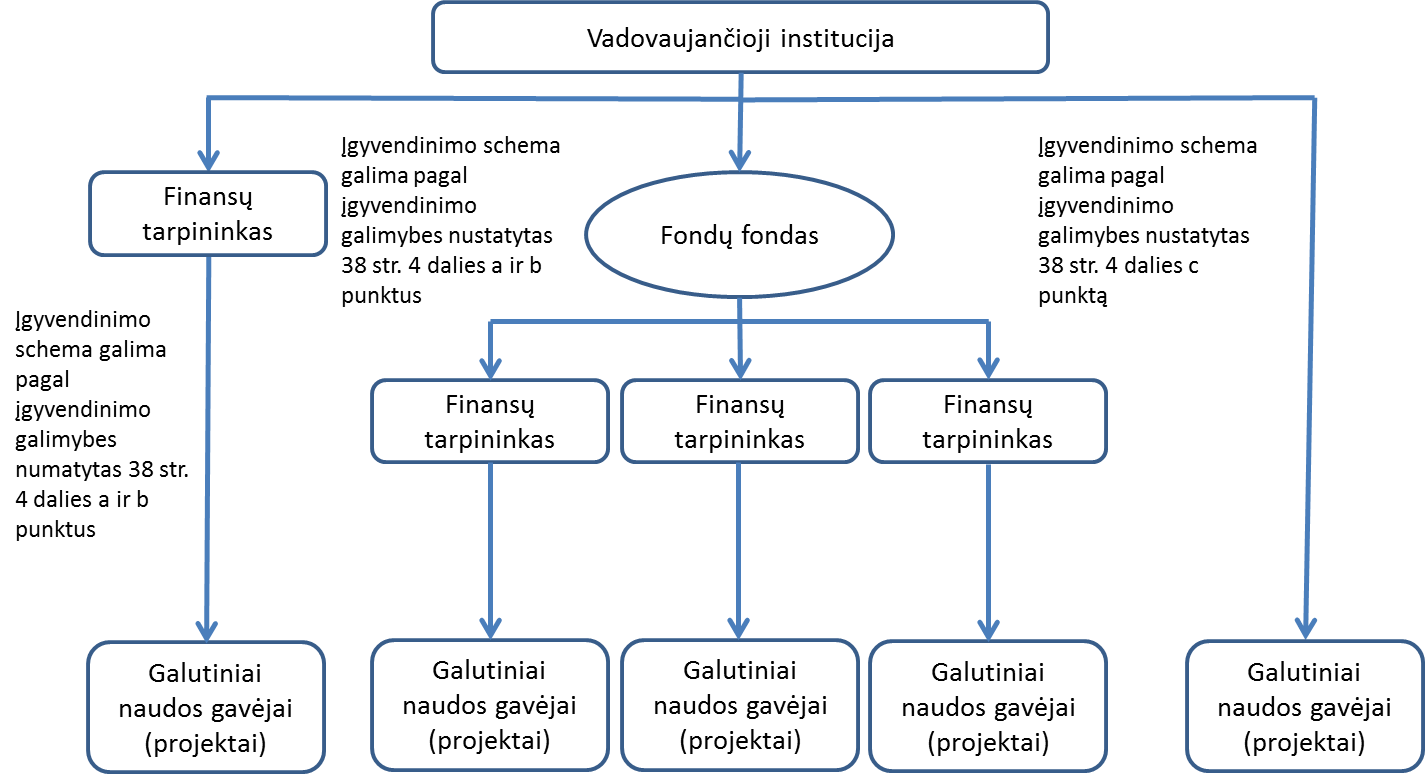 Vadovaujančioji institucija
Finansų
tarpininkas
Įgyvendinimo schema
galima pagal
įgyvendinimo
galimybes nustatytas
38 str. 4 dalies a ir b
punktus
Fondų fondas
Įgyvendinimo schema
galima pagal
įgyvendinimo
galimybes nustatytas
38 str. 4 dalies c
punktą
Įgyvendinimo
schema galima
pagal
įgyvendinimo
galimybes
numatytas 38 str.
4 dalies a ir b
punktus
Finansų
tarpininkas
Finansų
tarpininkas
Finansų
tarpininkas
Galutiniai
naudos gavėjai
(projektai)
Galutiniai
naudos gavėjai
(projektai)
Galutiniai
naudos gavėjai
(projektai)
Galutiniai
naudos gavėjai
(projektai)
Galutiniai
naudos gavėjai
(projektai)